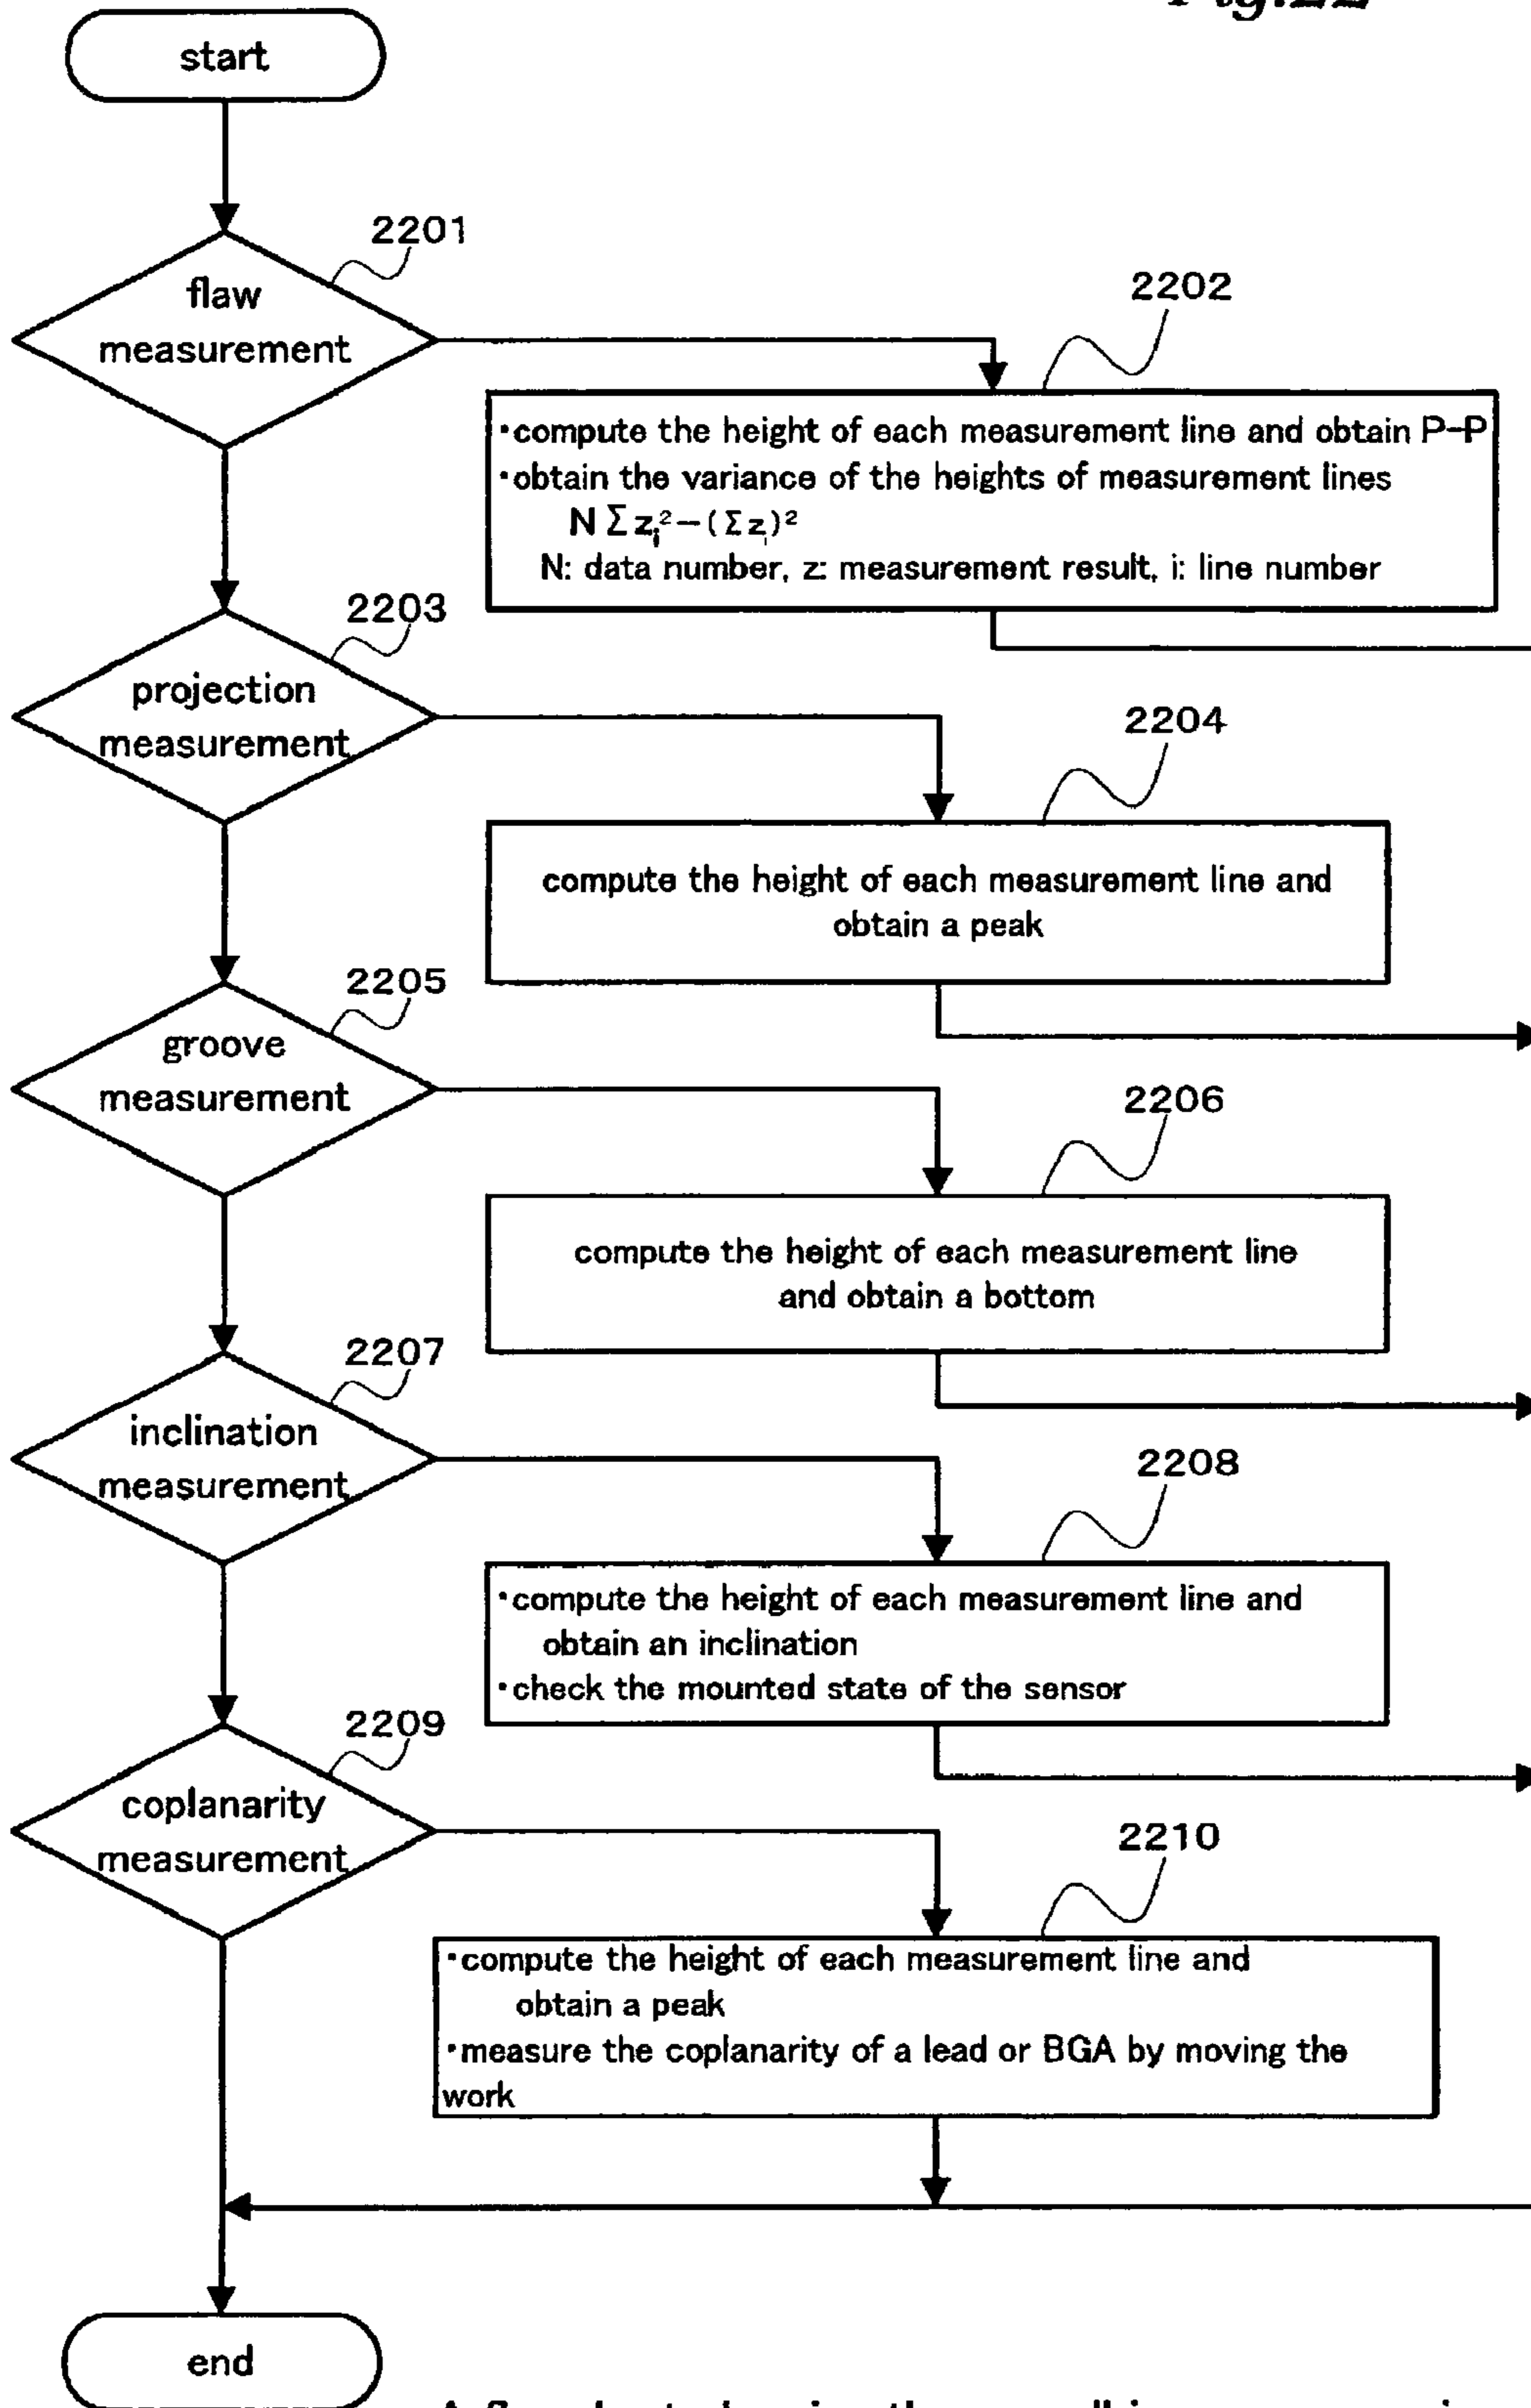 Fig.22
start
2201
flaw
measurement
2202
•compute the height of each measurement line and obtain P-P
•obtain the variance of the heights of measurement lines
N Σ zᵢ² − (Σ zᵢ)²
N: data number, z: measurement result, i: line number
2203
projection
measurement
2204
compute the height of each measurement line and
obtain a peak
2205
groove
measurement
2206
compute the height of each measurement line
and obtain a bottom
2207
inclination
measurement
2208
•compute the height of each measurement line and
obtain an inclination
•check the mounted state of the sensor
2209
coplanarity
measurement
2210
•compute the height of each measurement line and
obtain a peak
•measure the coplanarity of a lead or BGA by moving the
work
end